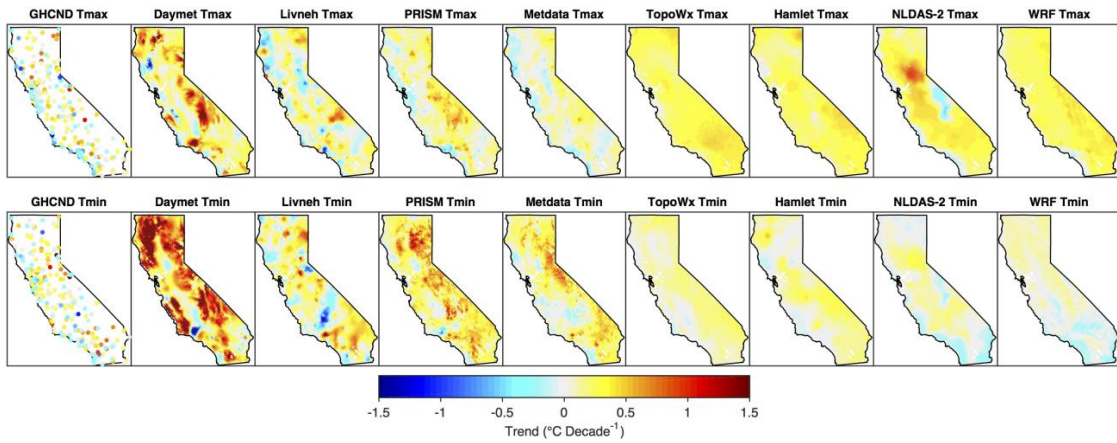 GHCND Tmax Daymet Tmax Livneh Tmax PRISM Tmax Metdata Tmax TopoWx Tmax Hamlet Tmax NLDAS-2 Tmax WRF Tmax
GHCND Tmin Daymet Tmin Livneh Tmin PRISM Tmin Metdata Tmin TopoWx Tmin Hamlet Tmin NLDAS-2 Tmin WRF Tmin
-1.5 -1 -0.5 0 0.5 1 1.5
Trend (°C Decade⁻¹)